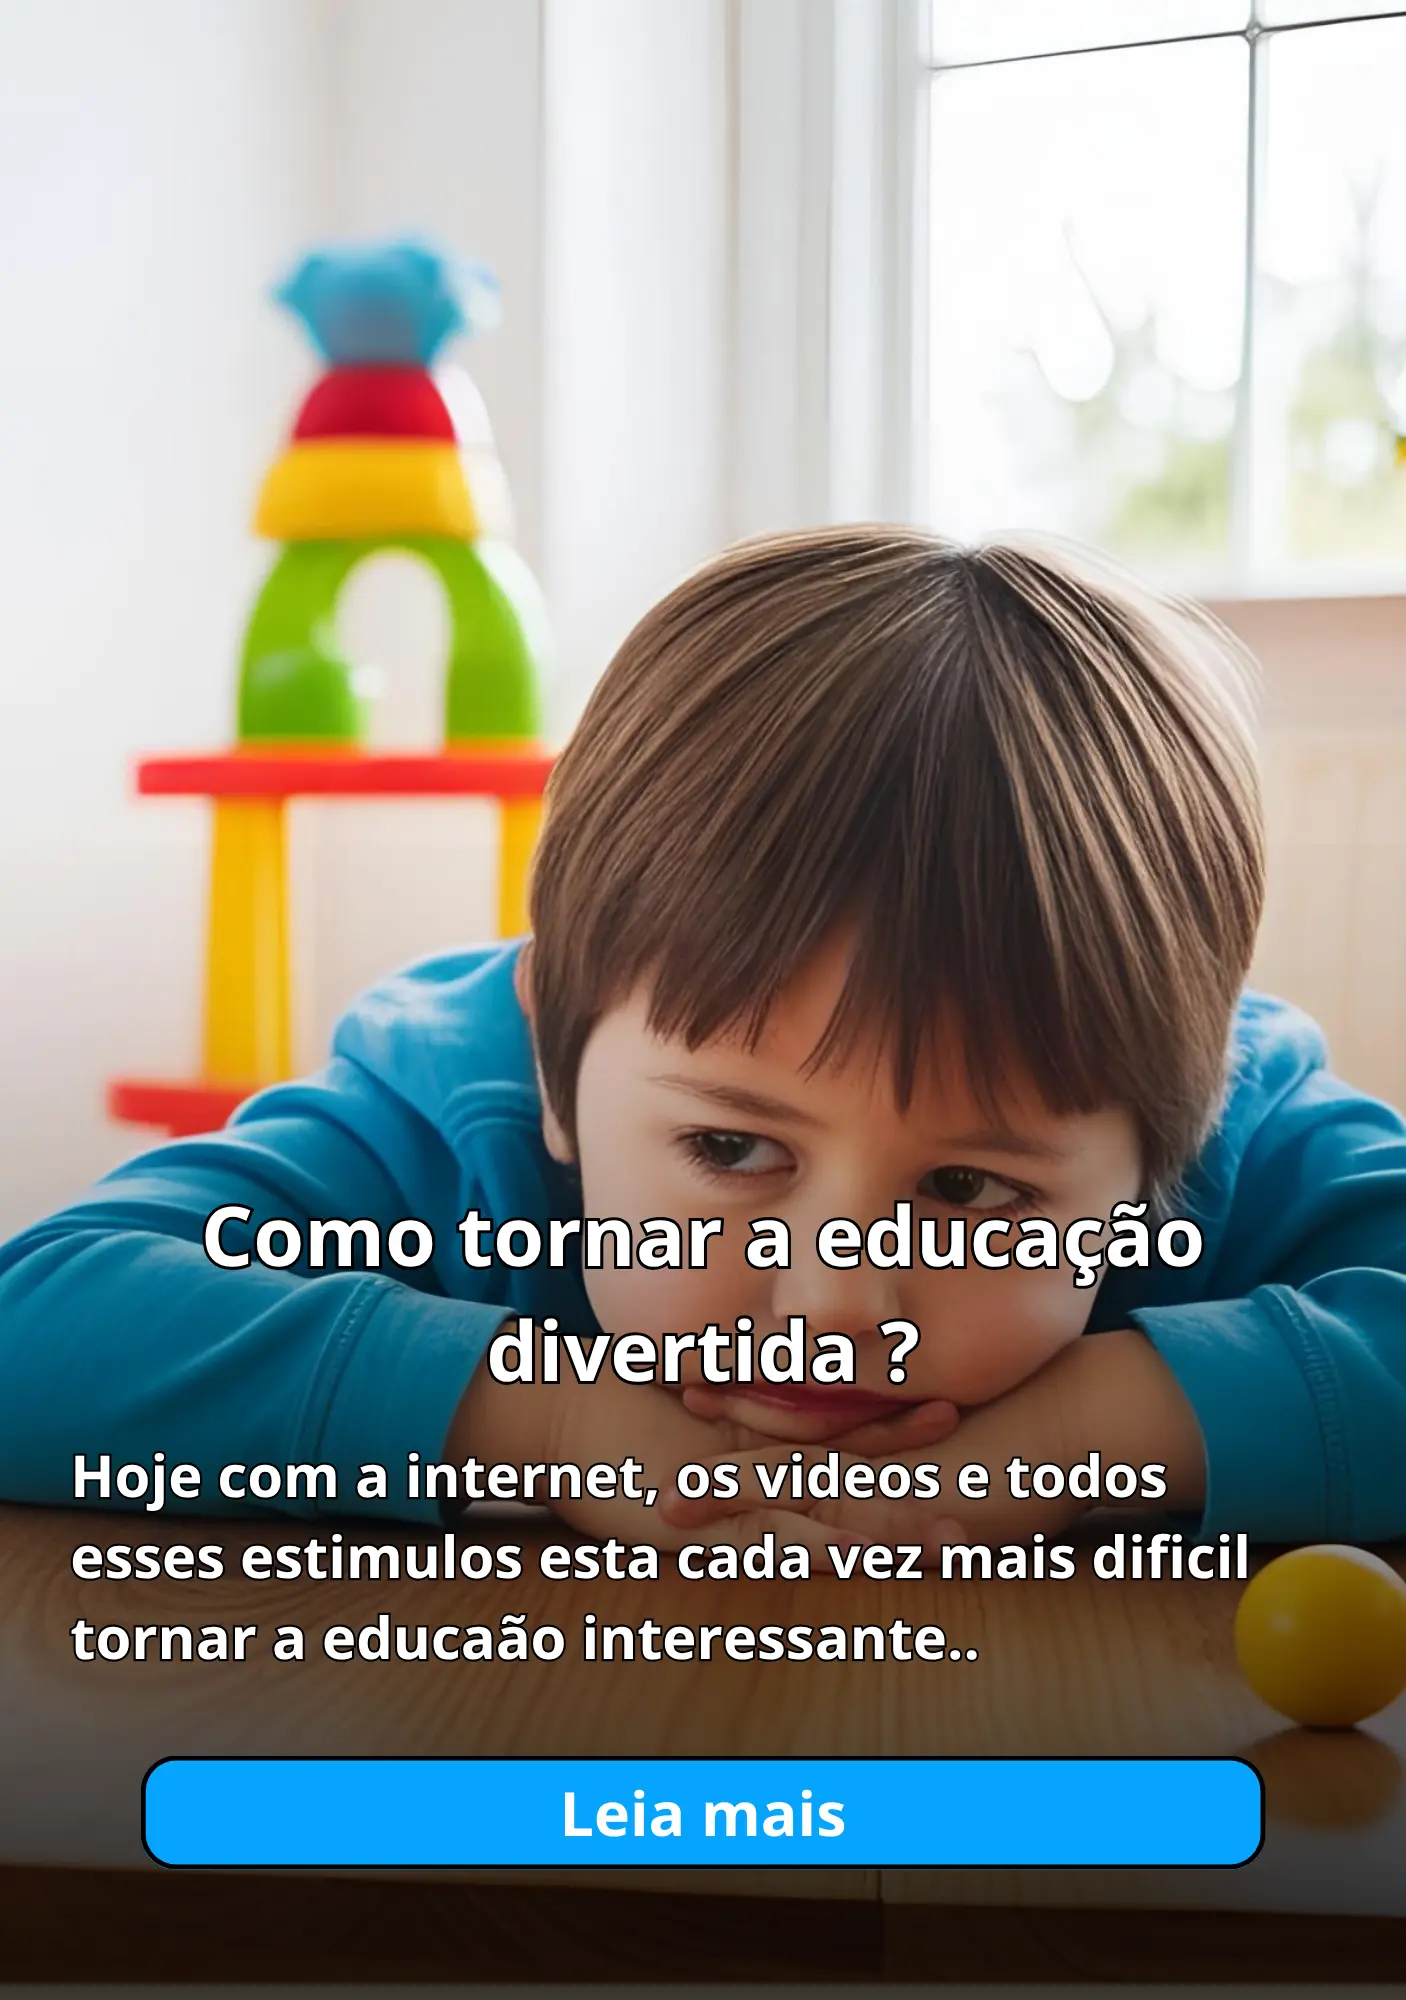 Como tornar a educação
divertida ?
Hoje com a internet, os videos e todos
esses estimulos esta cada vez mais dificil
tornar a educaão interessante..
Leia mais